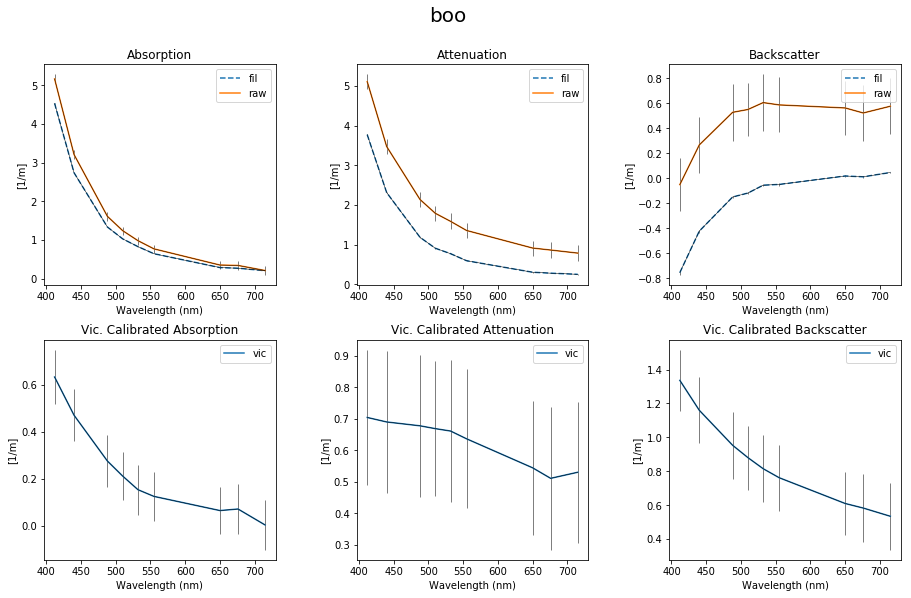 boo
Absorption
fil
raw
5
4
3
2
1
0
[1/m]
400 450 500 550 600 650 700
Wavelength (nm)
Attenuation
fil
raw
5
4
3
2
1
0
[1/m]
400 450 500 550 600 650 700
Wavelength (nm)
Backscatter
fil
raw
0.8
0.6
0.4
0.2
0.0
−0.2
−0.4
−0.6
−0.8
[1/m]
400 450 500 550 600 650 700
Wavelength (nm)
Vic. Calibrated Absorption
vic
0.6
0.4
0.2
0.0
[1/m]
400 450 500 550 600 650 700
Wavelength (nm)
Vic. Calibrated Attenuation
vic
0.9
0.8
0.7
0.6
0.5
0.4
0.3
[1/m]
400 450 500 550 600 650 700
Wavelength (nm)
Vic. Calibrated Backscatter
vic
1.4
1.2
1.0
0.8
0.6
0.4
[1/m]
400 450 500 550 600 650 700
Wavelength (nm)